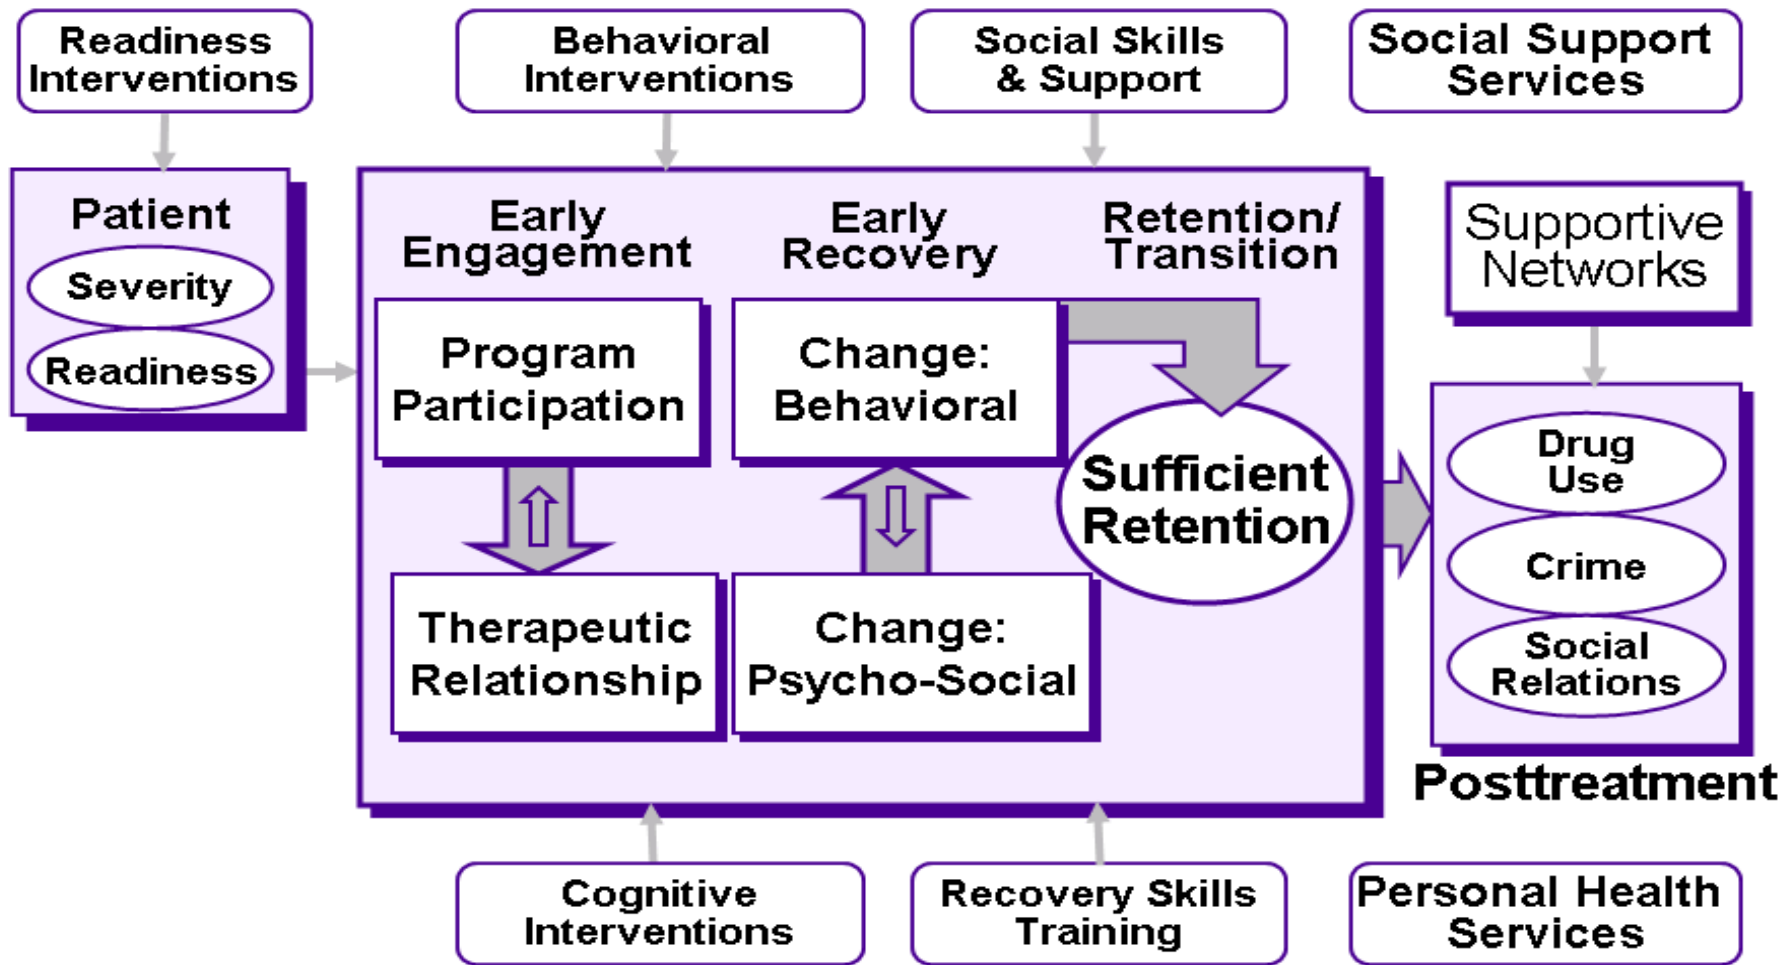 Readiness
Interventions
Behavioral
Interventions
Social Skills
& Support
Social Support
Services
Patient
Severity
Readiness
Early
Engagement
Early
Recovery
Retention/
Transition
Supportive
Networks
Program
Participation
Change:
Behavioral
Sufficient
Retention
Therapeutic
Relationship
Change:
Psycho-Social
Drug
Use
Crime
Social
Relations
Posttreatment
Cognitive
Interventions
Recovery Skills
Training
Personal Health
Services